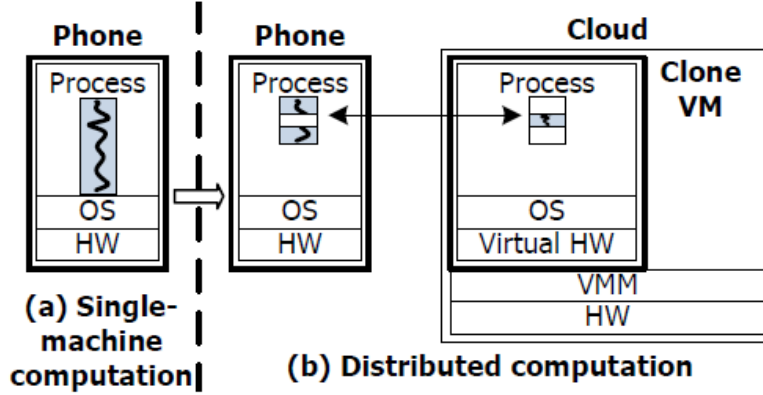 Phone
Process
OS
HW
(a) Single-
machine
computation
Phone
Process
OS
HW
Cloud
Clone
VM
Process
OS
Virtual HW
VMM
HW
(b) Distributed computation